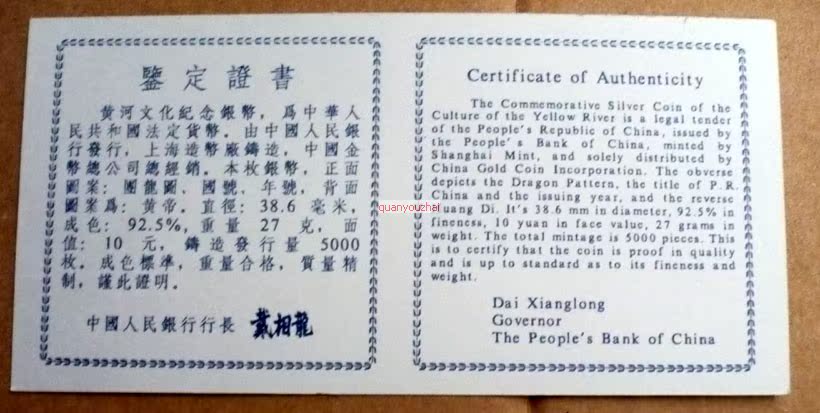 鑒定證書
黄河文化紀念銀幣，爲中華人
民共和國法定貨幣。由中國人民銀
行發行，上海造幣廠鑄造，中國金
幣總公司總經銷。本枚銀幣，正面
圖案：團龍圖、國號、年號，背面
圖案爲：黄帝。直徑：38.6 毫米，
成色：92.5%，重量 27 克，面
值：10 元，鑄造發行量 5000
枚。成色標準，重量合格，質量精
制，謹此證明。
中國人民銀行行長 戴相龍
quanyouzhai
Certificate of Authenticity
The Commemorative Silver Coin of the
Culture of the Yellow River is a legal tender
of the People's Republic of China, issued by
the People's Bank of China, minted by
Shanghai Mint, and solely distributed by
China Gold Coin Incorporation. The obverse
depicts the Dragon Pattern, the title of P.R.
China and the issuing year, and the reverse
Huang Di. It's 38.6 mm in diameter, 92.5% in
fineness, 10 yuan in face value, 27 grams in
weight. The total mintage is 5000 pieces. This
is to certify that the coin is proof in quality
and is up to standard as to its fineness and
weight.
Dai Xianglong
Governor
The People's Bank of China